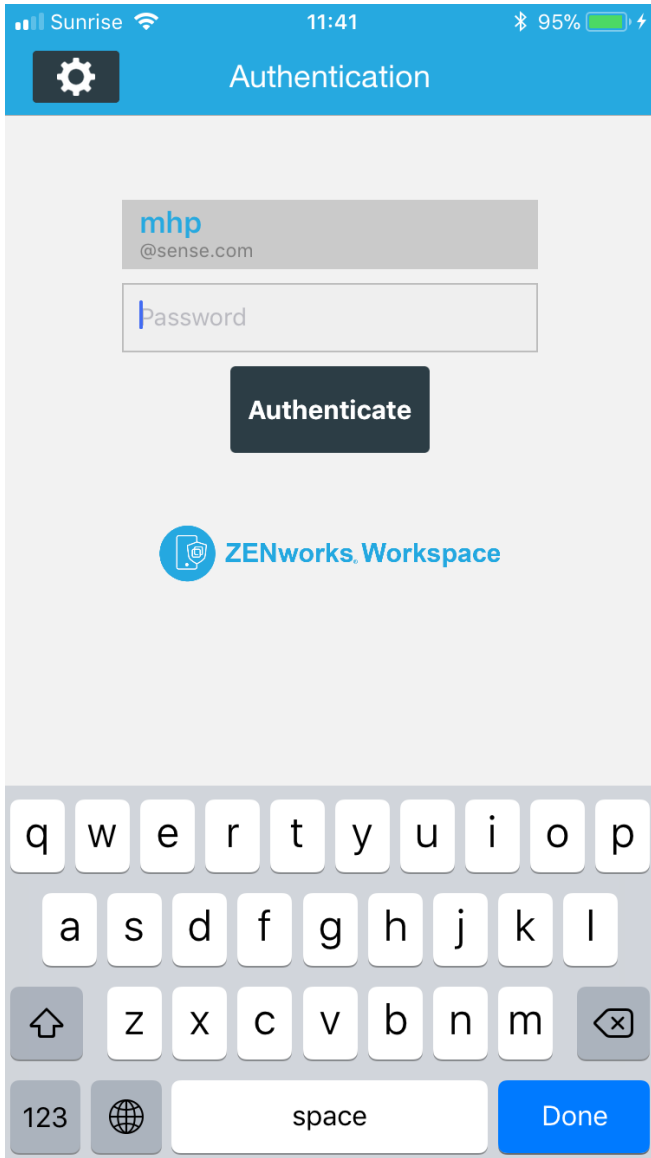 Sunrise 11:41 95%
Authentication
mhp
@sense.com
Password
Authenticate
ZENworks® Workspace
q w e r t y u i o p
a s d f g h j k l
z x c v b n m
123 space Done